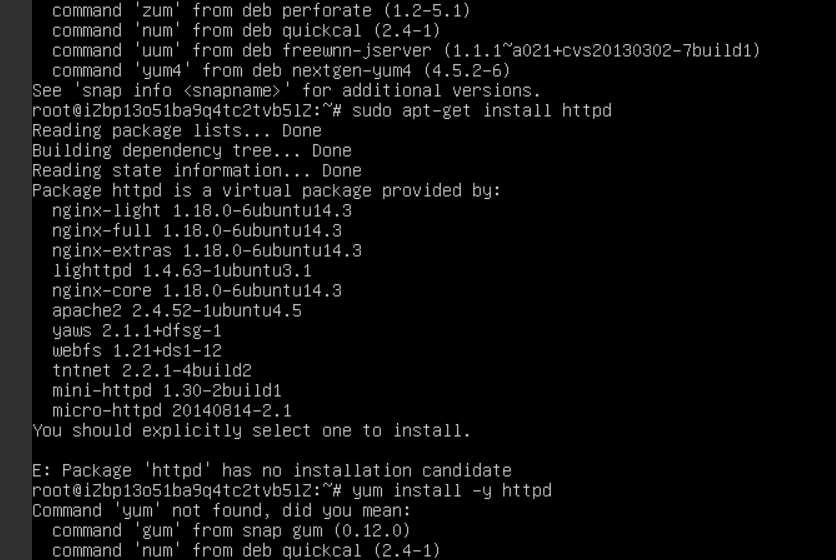 command 'zum' from deb perforate (1.2-5.1)
command 'num' from deb quickcal (2.4-1)
command 'uum' from deb freewnn-jserver (1.1.1~a021+cvs20130302-7build1)
command 'yum4' from deb nextgen-yum4 (4.5.2-6)
See 'snap info <snapname>' for additional versions.
root@iZbp13o51ba9q4tc2tvb5lZ:~# sudo apt-get install httpd
Reading package lists... Done
Building dependency tree... Done
Reading state information... Done
Package httpd is a virtual package provided by:
nginx-light 1.18.0-6ubuntu14.3
nginx-full 1.18.0-6ubuntu14.3
nginx-extras 1.18.0-6ubuntu14.3
lighttpd 1.4.63-1ubuntu3.1
nginx-core 1.18.0-6ubuntu14.3
apache2 2.4.52-1ubuntu4.5
yaws 2.1.1+dfsg-1
webfs 1.21+ds1-12
tntnet 2.2.1-4build2
mini-httpd 1.30-2build1
micro-httpd 20140814-2.1
You should explicitly select one to install.
E: Package 'httpd' has no installation candidate
root@iZbp13o51ba9q4tc2tvb5lZ:~# yum install -y httpd
Command 'yum' not found, did you mean:
command 'gum' from snap gum (0.12.0)
command 'num' from deb quickcal (2.4-1)